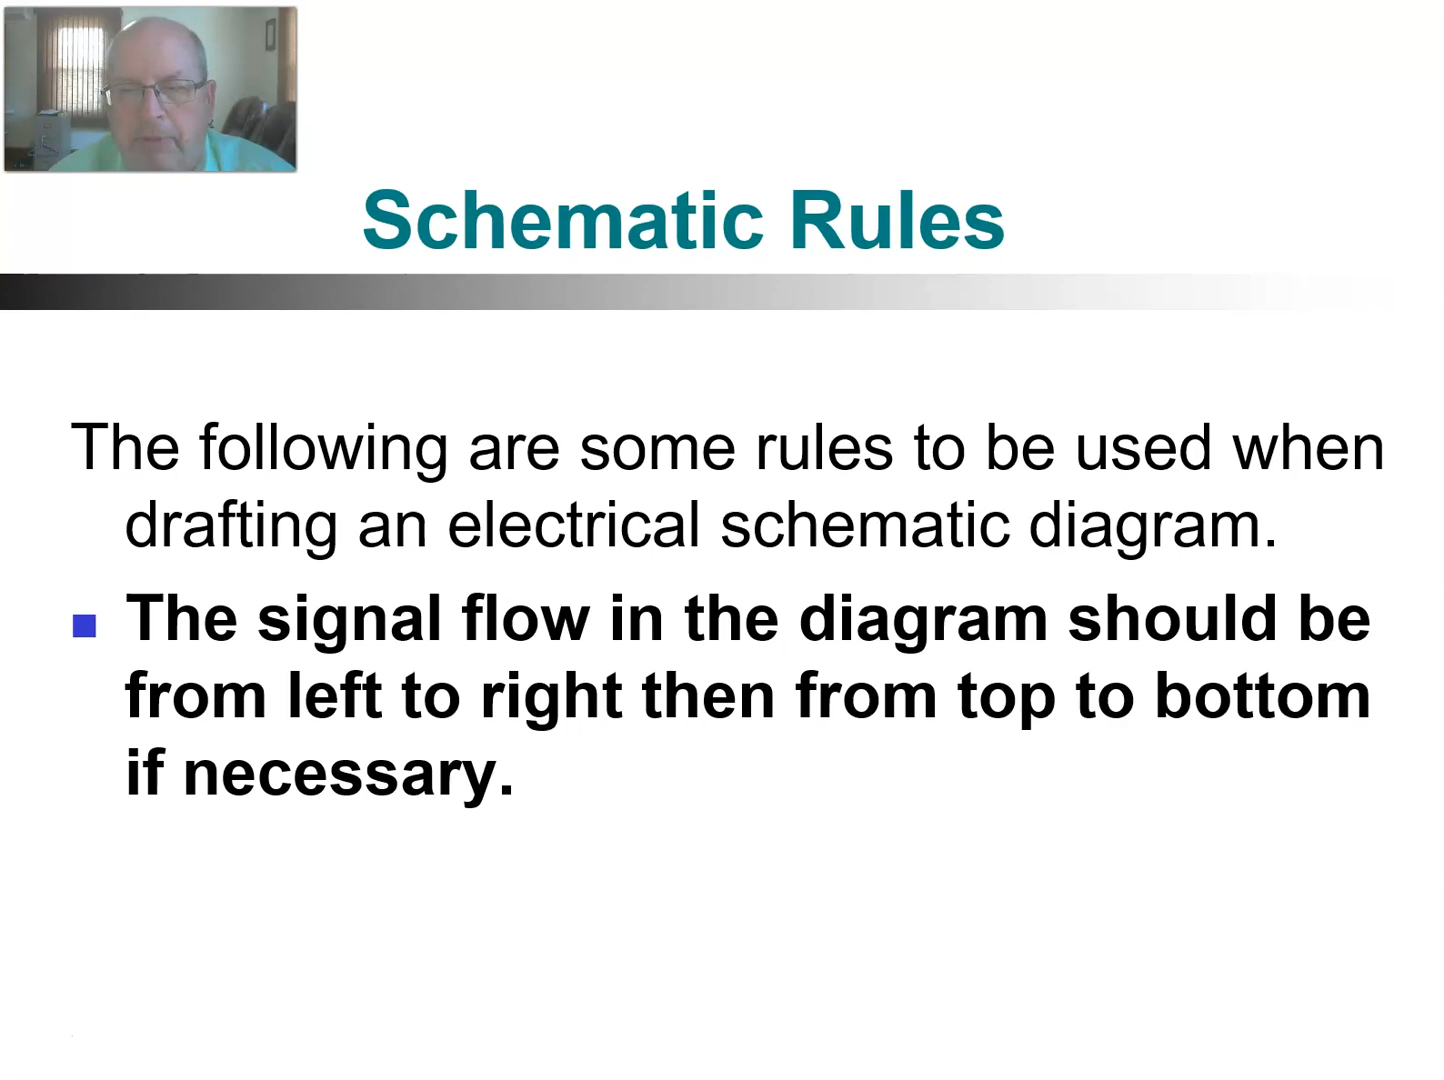 Schematic Rules
The following are some rules to be used when
drafting an electrical schematic diagram.
The signal flow in the diagram should be
from left to right then from top to bottom
if necessary.